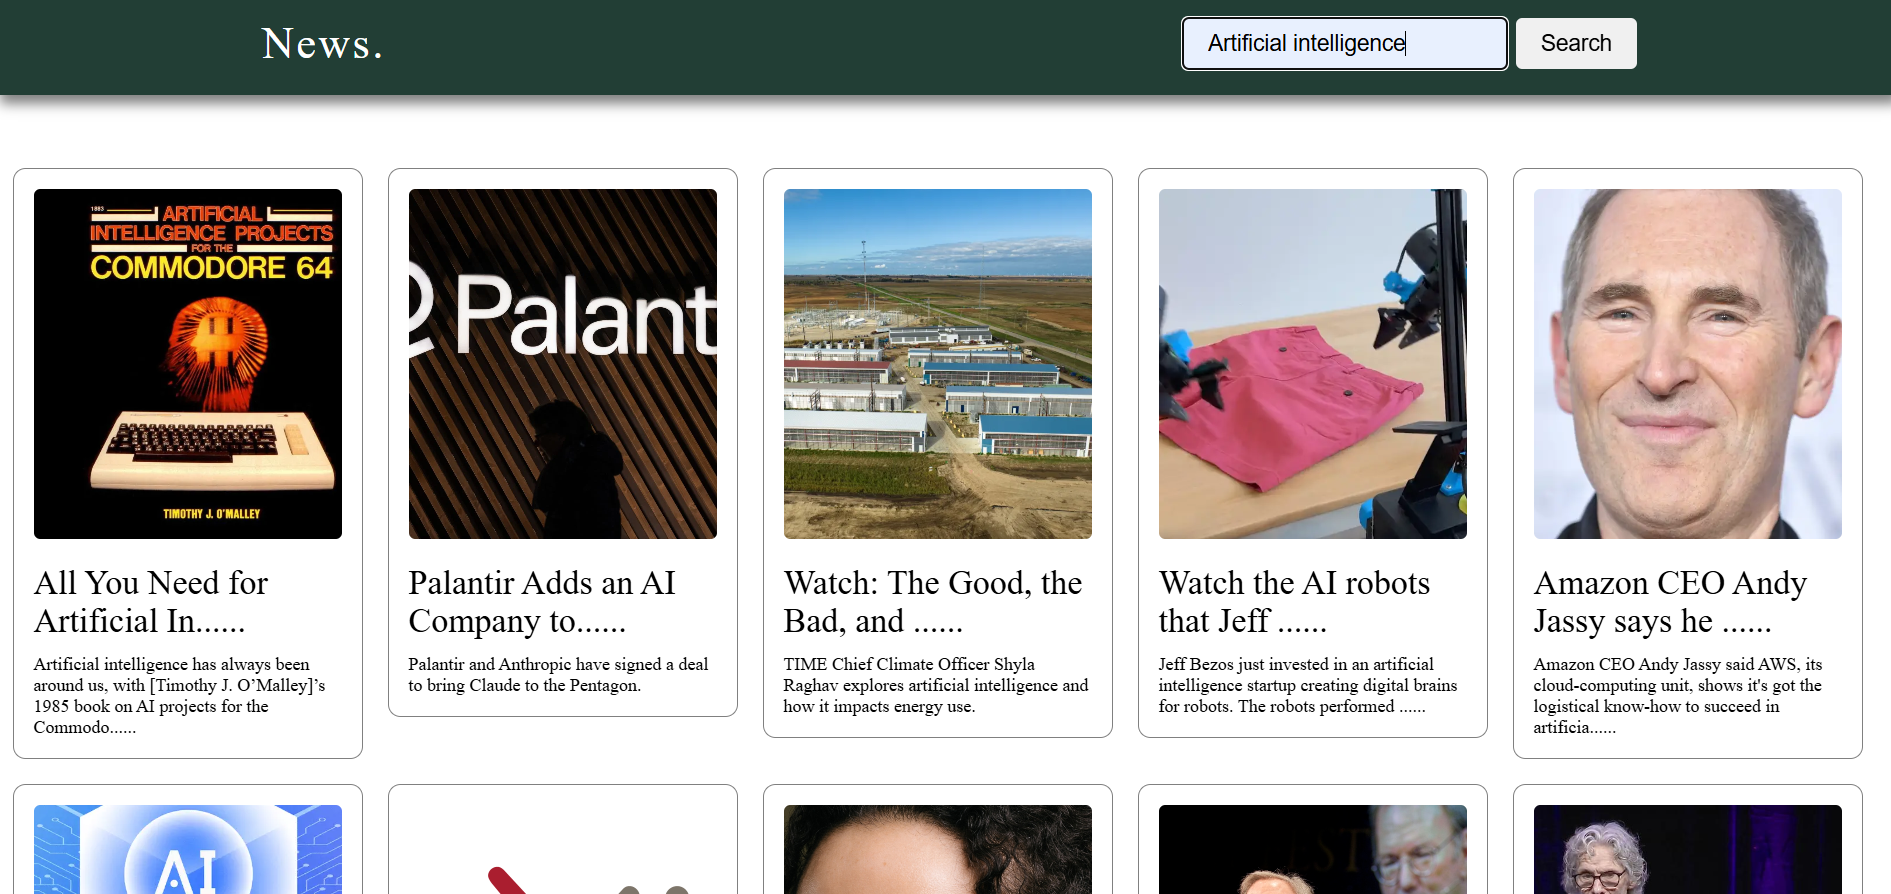 News.
Artificial intelligence
Search
1983
ARTIFICIAL
INTELLIGENCE PROJECTS
FOR THE
COMMODORE 64
TIMOTHY J. O'MALLEY
Palant
All You Need for
Artificial In......
Artificial intelligence has always been
around us, with [Timothy J. O’Malley]’s
1985 book on AI projects for the
Commodo......
Palantir Adds an AI
Company to......
Palantir and Anthropic have signed a deal
to bring Claude to the Pentagon.
Watch: The Good, the
Bad, and ......
TIME Chief Climate Officer Shyla
Raghav explores artificial intelligence and
how it impacts energy use.
Watch the AI robots
that Jeff ......
Jeff Bezos just invested in an artificial
intelligence startup creating digital brains
for robots. The robots performed ......
Amazon CEO Andy
Jassy says he ......
Amazon CEO Andy Jassy said AWS, its
cloud-computing unit, shows it's got the
logistical know-how to succeed in
artificia......
AI